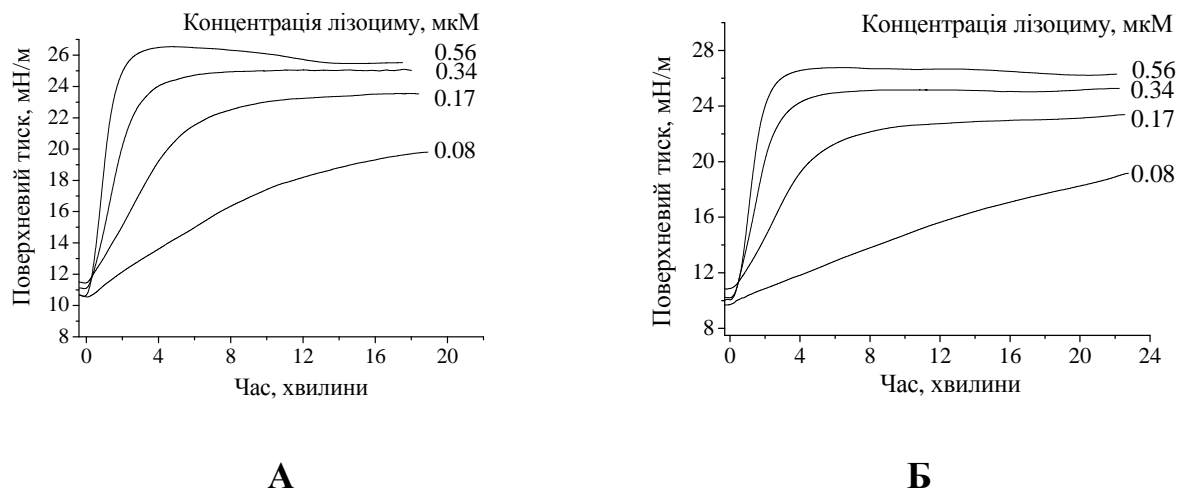 Концентрація лізоциму, мкМ
Поверхневий тиск, мН/м
26
24
22
20
18
16
14
12
10
8
0.56
0.34
0.17
0.08
0 4 8 12 16 20
Час, хвилини
А
Концентрація лізоциму, мкМ
Поверхневий тиск, мН/м
28
24
20
16
12
8
0.56
0.34
0.17
0.08
0 4 8 12 16 20 24
Час, хвилини
Б